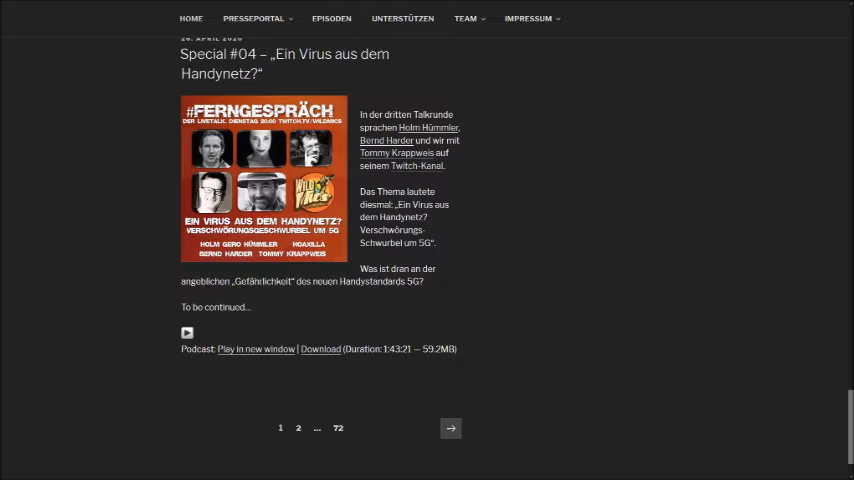 HOME PRESSEPORTAL EPISODEN UNTERSTÜTZEN TEAM IMPRESSUM
APRIL 2020
Special #04 – „Ein Virus aus dem
Handynetz?“
#FERNGESPRÄCH
DER LIVETALK. DIENSTAG 20:00 TWITCH.TV/WILDMICS
WILD MICS
EIN VIRUS AUS DEM HANDYNETZ?
VERSCHWÖRUNGSGESCHWURBEL UM 5G
HOLM GERO HÜMMLER HOAXILLA
BERND HARDER TOMMY KRAPPWEIS
In der dritten Talkrunde
sprachen Holm Hümmler,
Bernd Harder und wir mit
Tommy Krappweis auf
seinem Twitch-Kanal.
Das Thema lautete
diesmal: „Ein Virus aus
dem Handynetz?
Verschwörungs-
Schwurbel um 5G“.
Was ist dran an der
angeblichen „Gefährlichkeit“ des neuen Handystandards 5G?
To be continued…
Podcast: Play in new window | Download (Duration: 1:43:21 — 59.2MB)
1 2 … 72 →